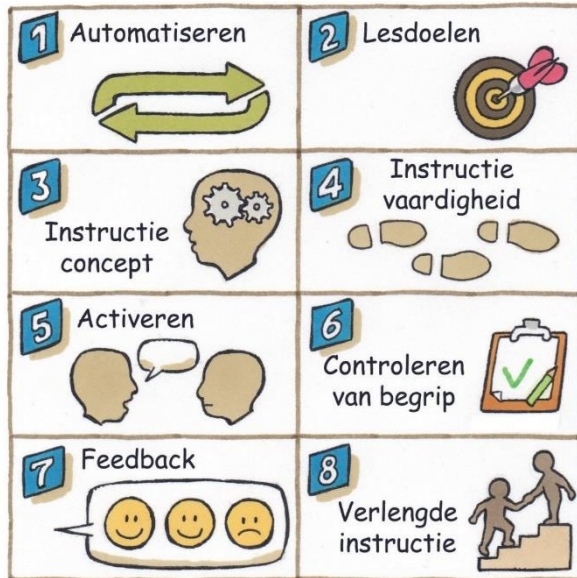 1 Automatiseren
2 Lesdoelen
3
Instructie
concept
4 Instructie
vaardigheid
5 Activeren
6
Controleren
van begrip
7 Feedback
8
Verlengde
instructie